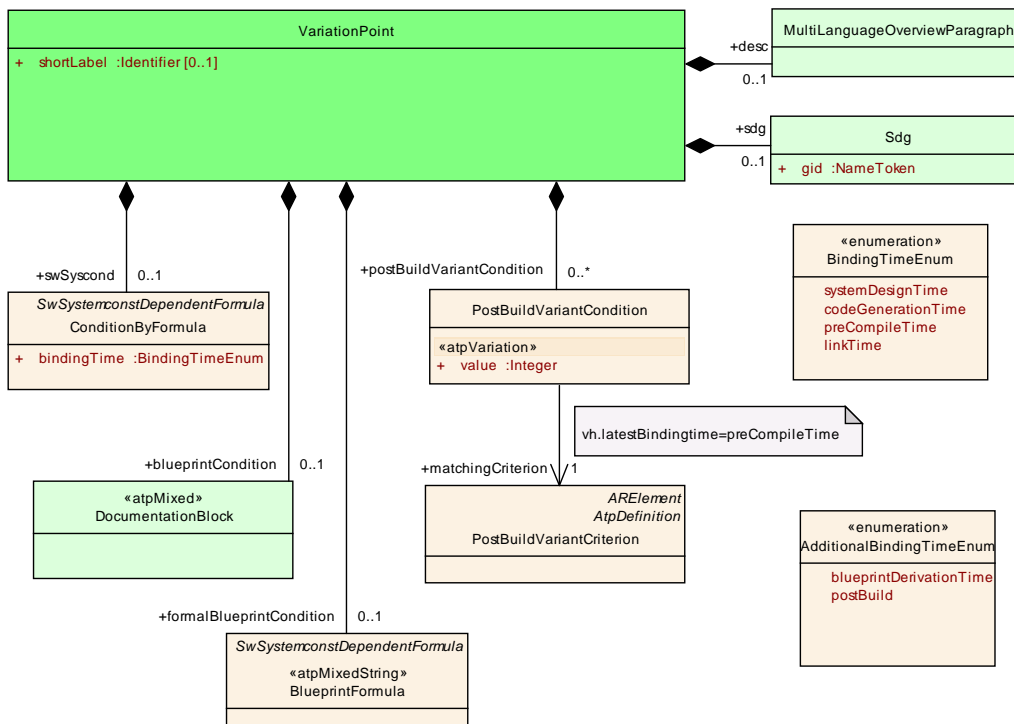 VariationPoint
+ shortLabel :Identifier [0..1]
MultiLanguageOverviewParagraph
+desc
0..1
+sdg
0..1
Sdg
+ gid :NameToken
+swSyscond 0..1
SwSystemconstDependentFormula
ConditionByFormula
+ bindingTime :BindingTimeEnum
+postBuildVariantCondition 0..*
PostBuildVariantCondition
«atpVariation»
+ value :Integer
«enumeration»
BindingTimeEnum
systemDesignTime
codeGenerationTime
preCompileTime
linkTime
vh.latestBindingtime=preCompileTime
+blueprintCondition 0..1
«atpMixed»
DocumentationBlock
+matchingCriterion 1
ARElement
AtpDefinition
PostBuildVariantCriterion
«enumeration»
AdditionalBindingTimeEnum
blueprintDerivationTime
postBuild
+formalBlueprintCondition 0..1
SwSystemconstDependentFormula
«atpMixedString»
BlueprintFormula